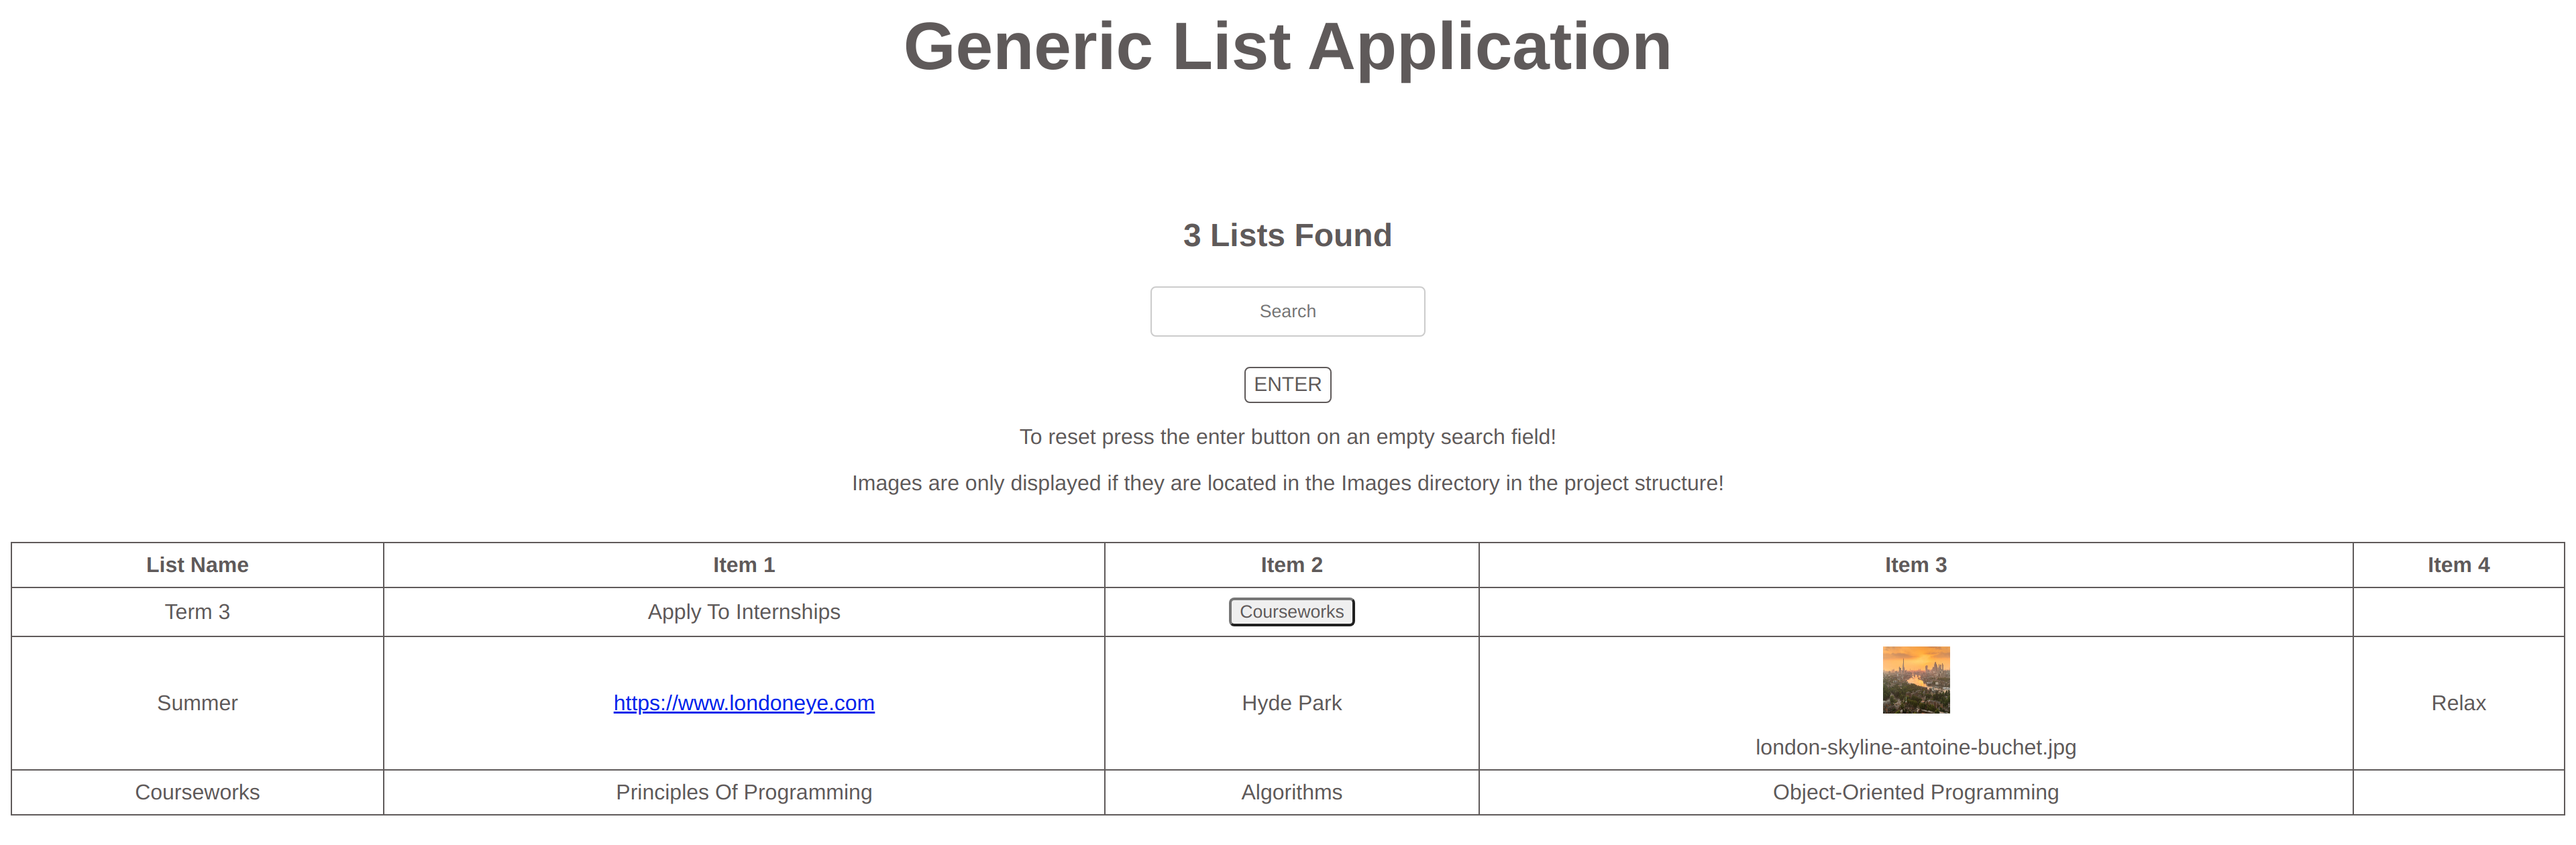 Generic List Application
3 Lists Found
Search
ENTER
To reset press the enter button on an empty search field!
Images are only displayed if they are located in the Images directory in the project structure!
List Name Item 1 Item 2 Item 3 Item 4
Term 3 Apply To Internships Courseworks
Summer https://www.londoneye.com Hyde Park london-skyline-antoine-buchet.jpg Relax
Courseworks Principles Of Programming Algorithms Object-Oriented Programming